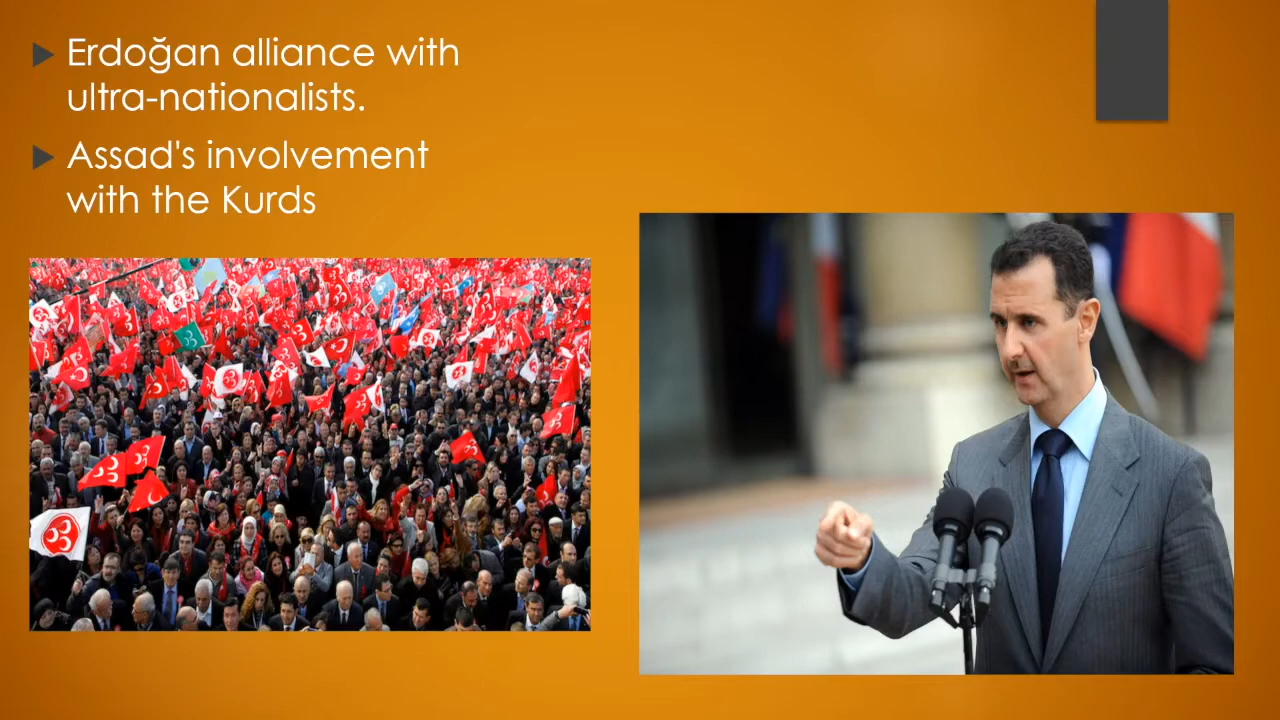 Erdoğan alliance with
ultra-nationalists.
Assad's involvement
with the Kurds